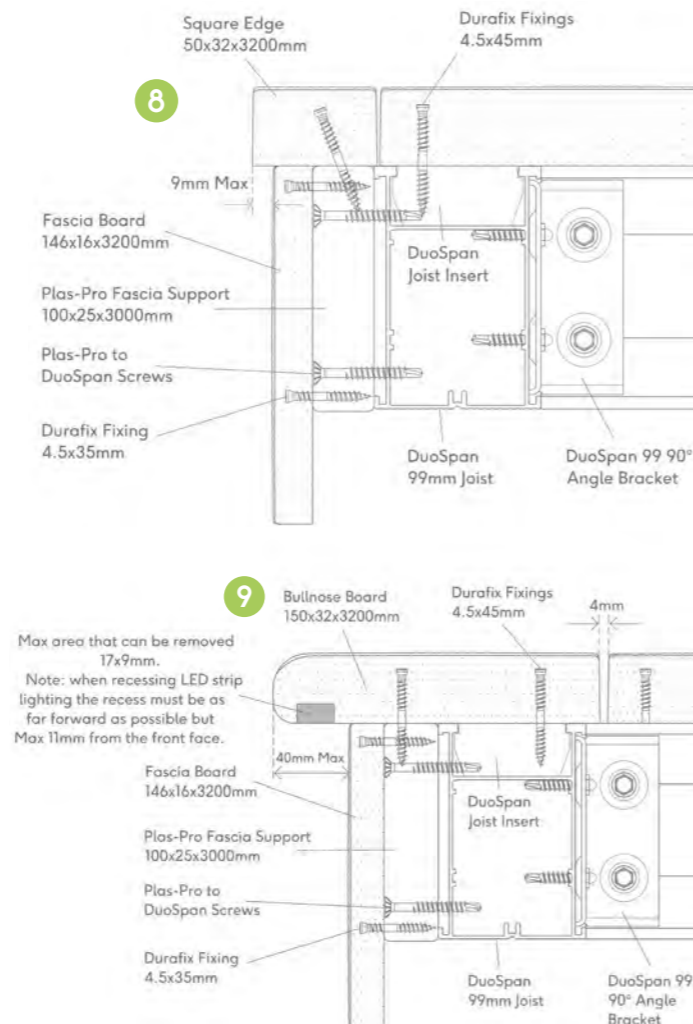 Square Edge
50x32x3200mm
Durafix Fixings
4.5x45mm
8
9mm Max
Fascia Board
146x16x3200mm
Plas-Pro Fascia Support
100x25x3000mm
Plas-Pro to
DuoSpan Screws
Durafix Fixing
4.5x35mm
DuoSpan
Joist Insert
DuoSpan
99mm Joist
DuoSpan 99 90°
Angle Bracket
9
Bullnose Board
150x32x3200mm
Durafix Fixings
4.5x45mm
4mm
Max area that can be removed
17x9mm.
Note: when recessing LED strip
lighting the recess must be as
far forward as possible but
Max 11mm from the front face.
40mm Max
Fascia Board
146x16x3200mm
Plas-Pro Fascia Support
100x25x3000mm
Plas-Pro to
DuoSpan Screws
Durafix Fixing
4.5x35mm
DuoSpan
Joist Insert
DuoSpan
99mm Joist
DuoSpan 99
90° Angle
Bracket